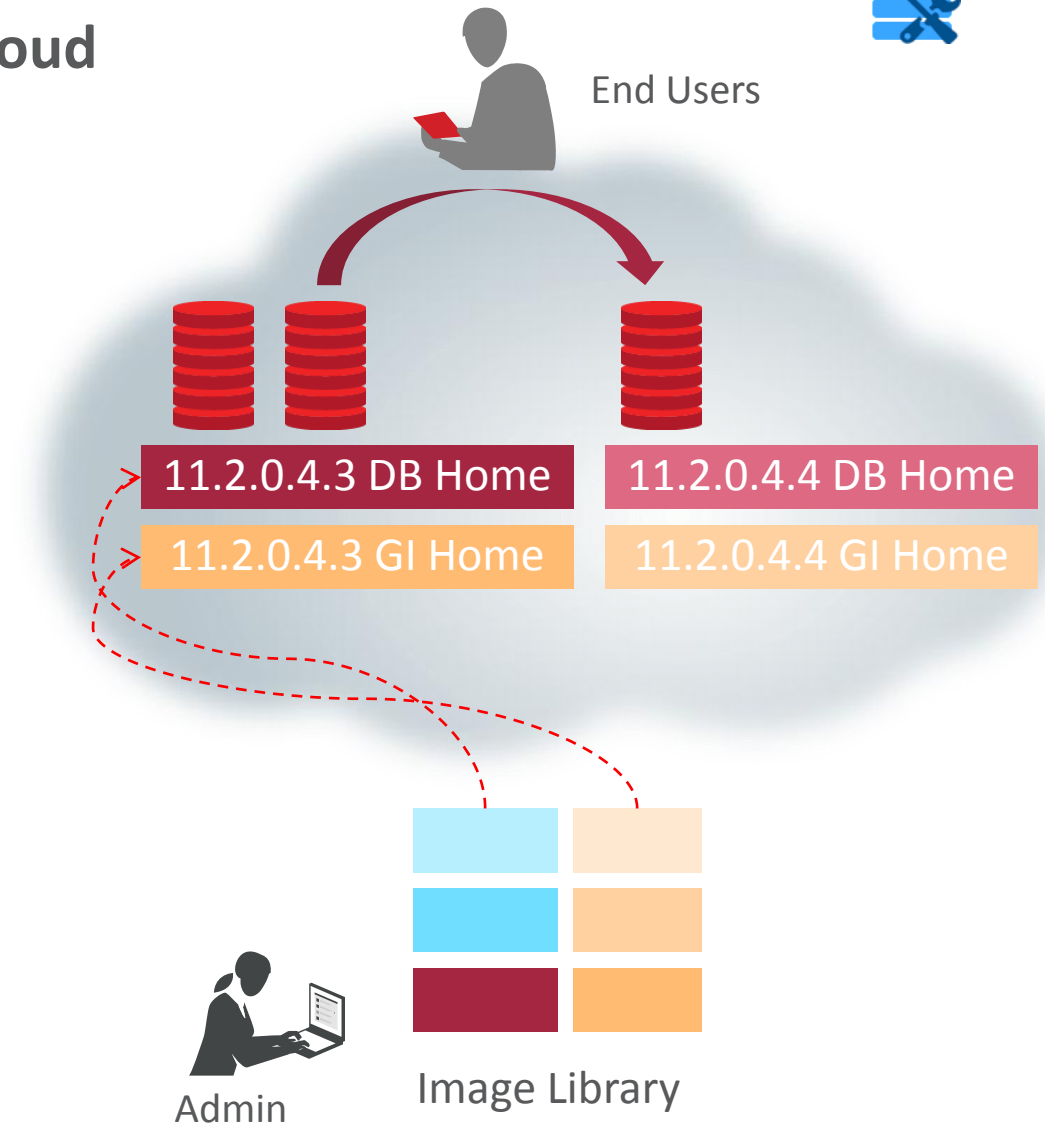 oud
End Users
11.2.0.4.3 DB Home
11.2.0.4.4 DB Home
11.2.0.4.3 GI Home
11.2.0.4.4 GI Home
Image Library
Admin